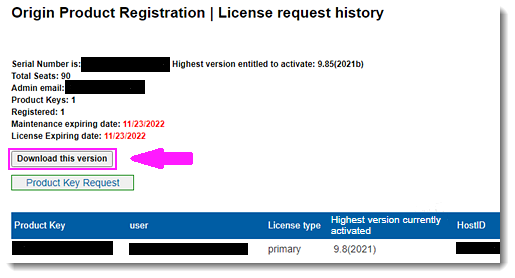 Origin Product Registration | License request history
Serial Number is: Highest version entitled to activate: 9.85(2021b)
Total Seats: 90
Admin email:
Product Keys: 1
Registered: 1
Maintenance expiring date: 11/23/2022
License Expiring date: 11/23/2022
Download this version
Product Key Request
Product Key user License type Highest version currently activated HostID
primary 9.8(2021)